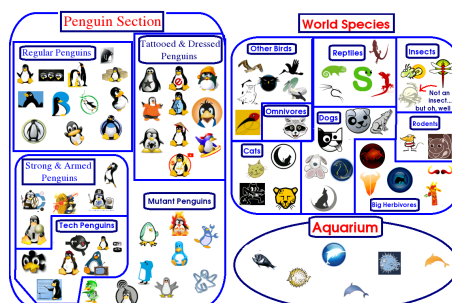 Penguin Section
Regular Penguins
Tattooed & Dressed
Penguins
Strong & Armed
Penguins
Tech Penguins
Mutant Penguins
World Species
Other Birds
Reptiles
Insects
Not an
insect...
but oh, well
Omnivores
Dogs
Rodents
Cats
Big Herbivores
Aquarium